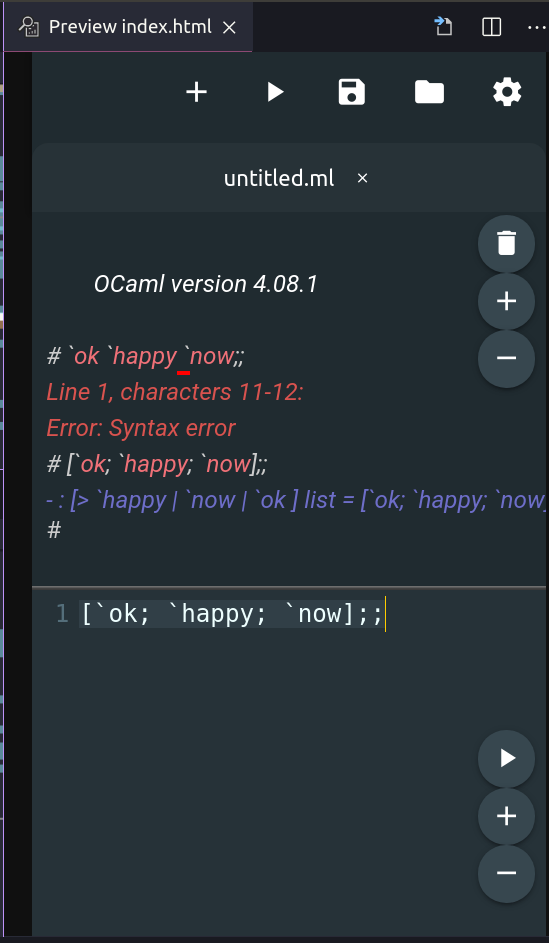 Preview index.html
untitled.ml
OCaml version 4.08.1
# `ok `happy `now;;
Line 1, characters 11-12:
Error: Syntax error
# [`ok; `happy; `now];;
- : [> `happy | `now | `ok ] list = [`ok; `happy; `now
#
1 [`ok; `happy; `now];;